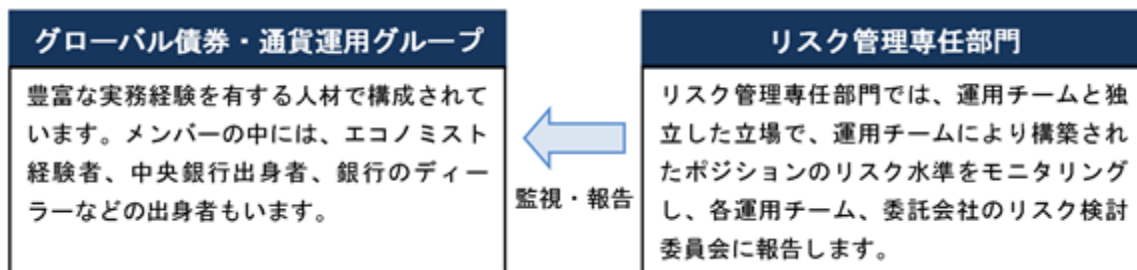 グローバル債券・通貨運用グループ
豊富な実務経験を有する人材で構成されて
います。メンバーの中には、エコノミスト
経験者、中央銀行出身者、銀行のディー
ラーなどの出身者もいます。
監視・報告
リスク管理専任部門
リスク管理専任部門では、運用チームと独
立した立場で、運用チームにより構築され
たポジションのリスク水準をモニタリング
し、各運用チーム、委託会社のリスク検討
委員会に報告します。